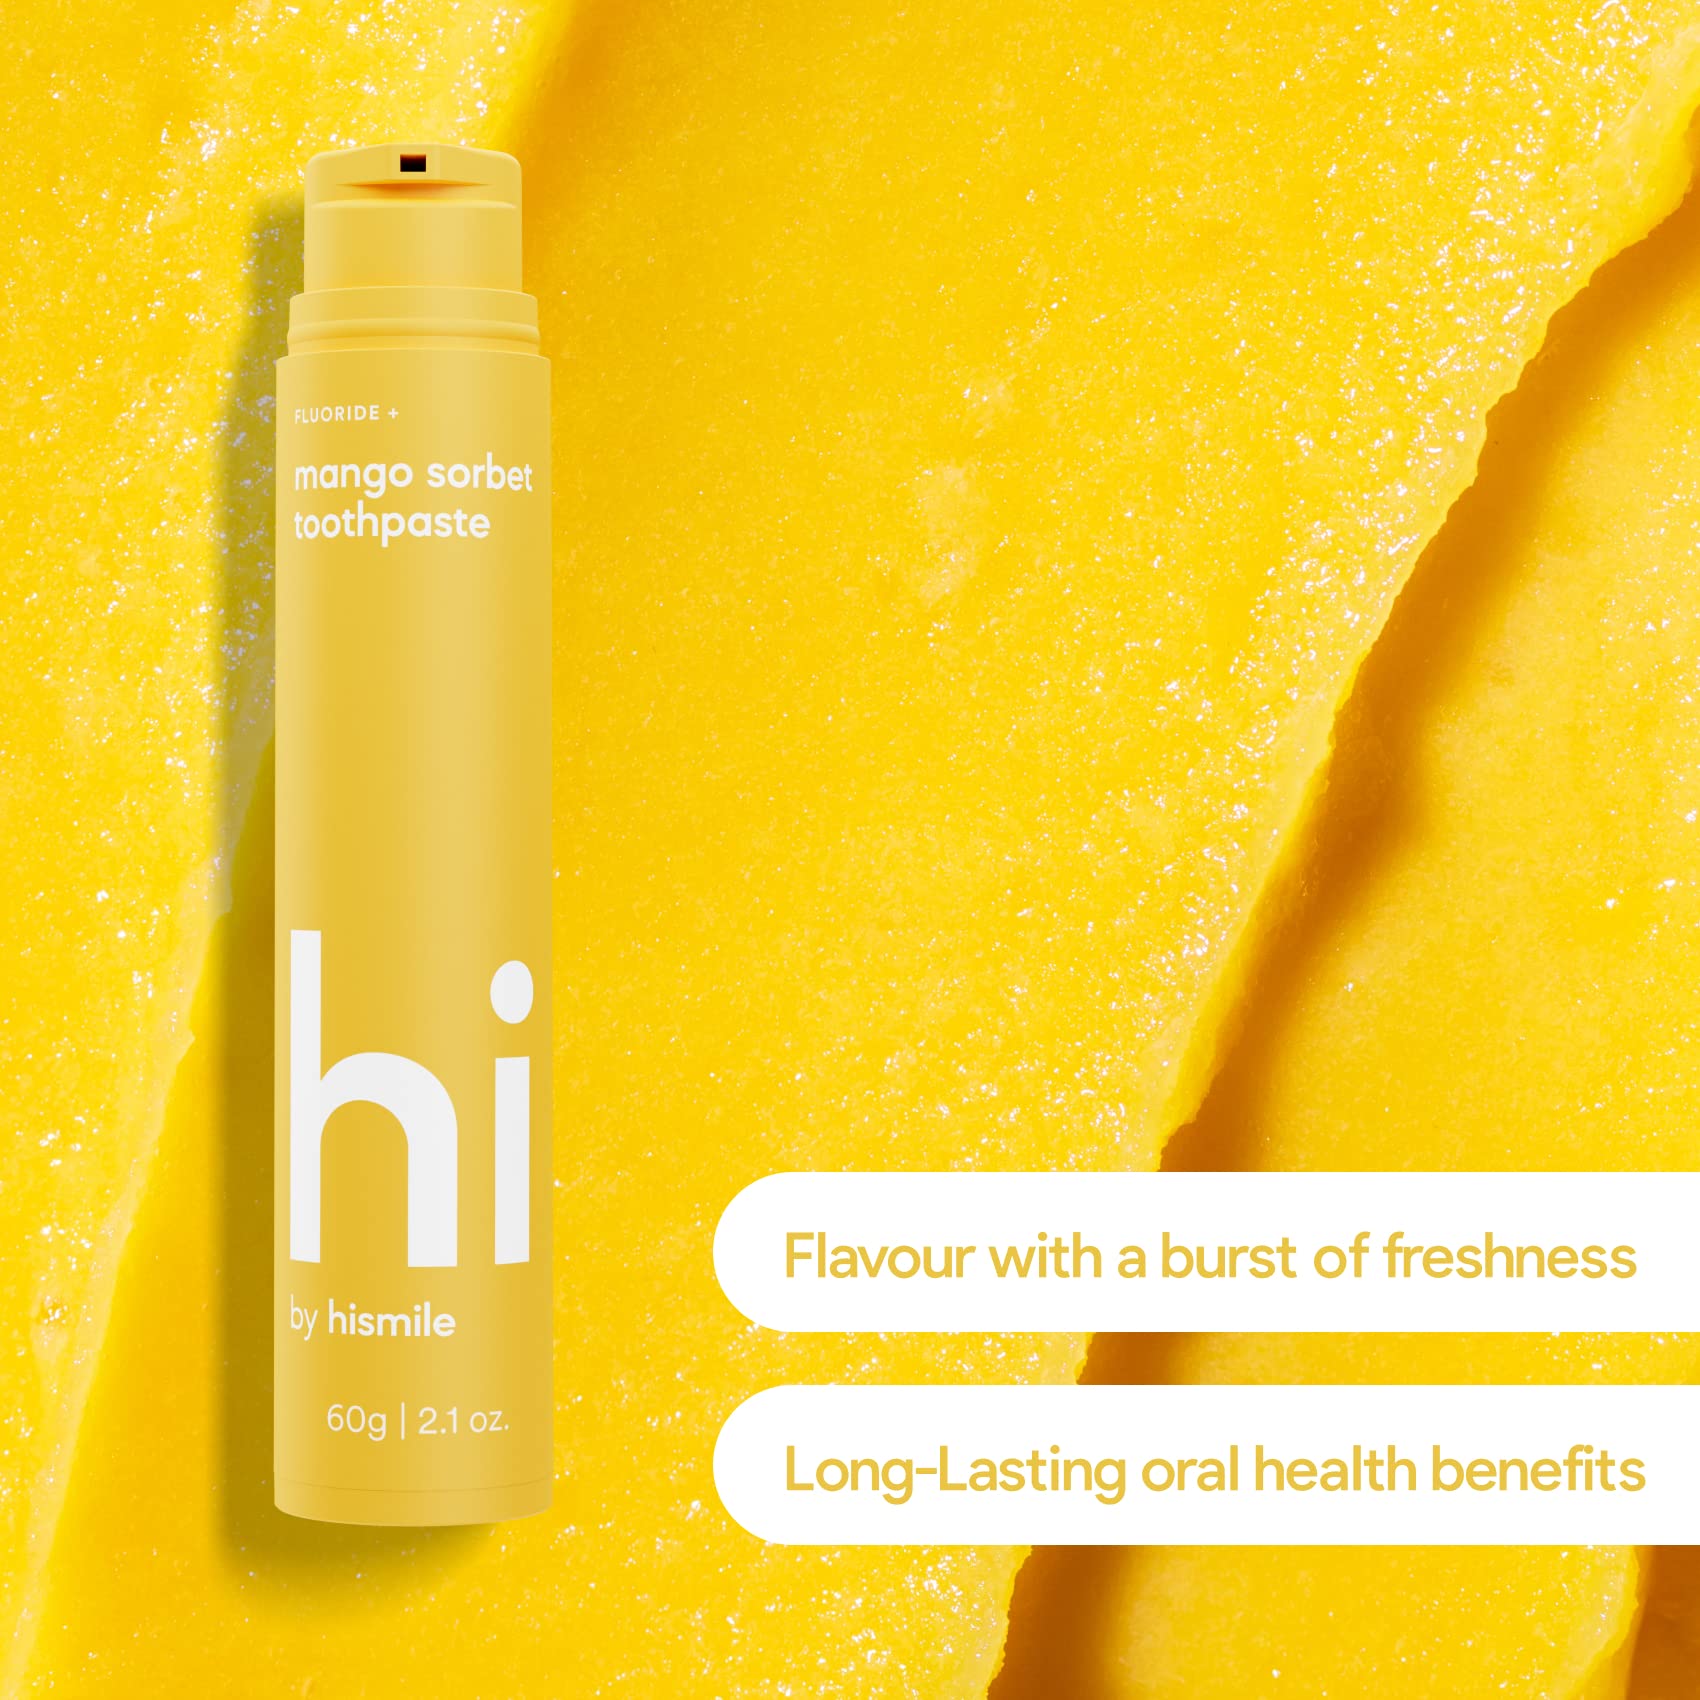 FLUORIDE +
mango sorbet
toothpaste
hi
by hismile
60g | 2.1 oz.
Flavour with a burst of freshness
Long-Lasting oral health benefits